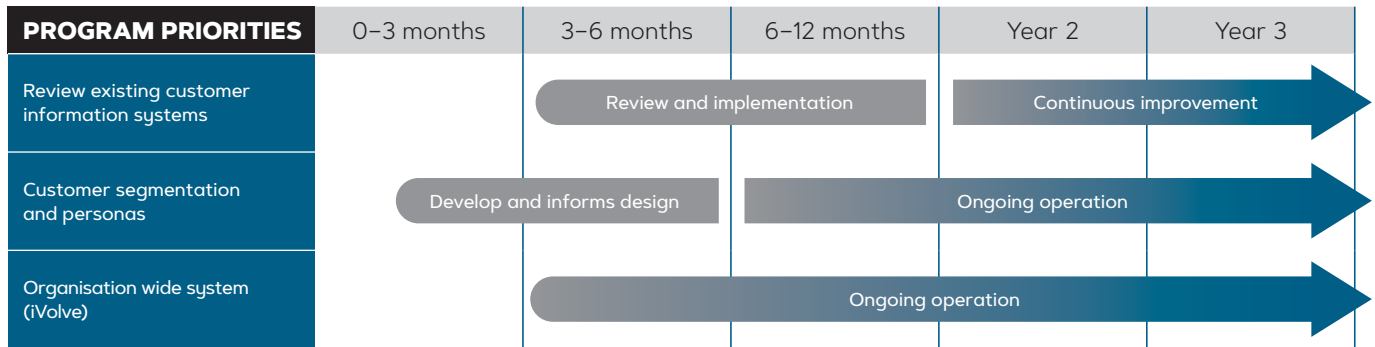 PROGRAM PRIORITIES 0–3 months 3–6 months 6–12 months Year 2 Year 3
Review existing customer
information systems
Review and implementation Continuous improvement
Customer segmentation
and personas
Develop and informs design Ongoing operation
Organisation wide system
(iVolve)
Ongoing operation